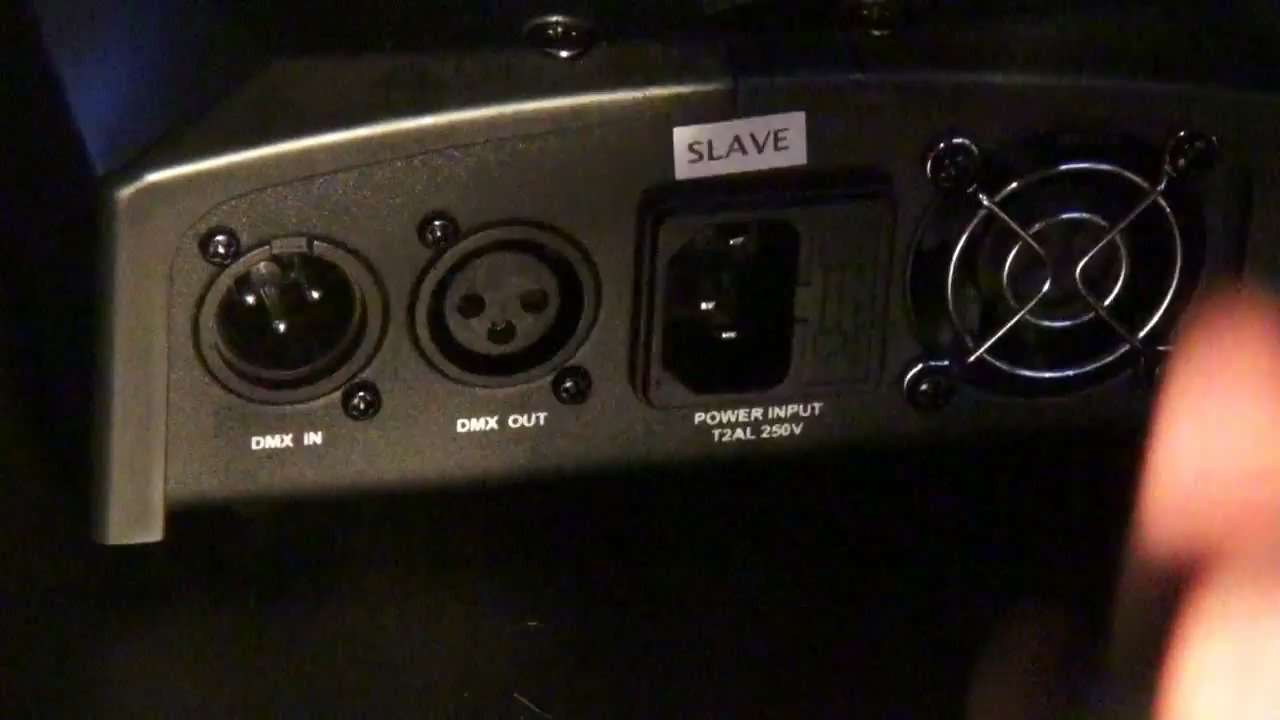 SLAVE
DMX IN
DMX OUT
POWER INPUT
T2AL 250V